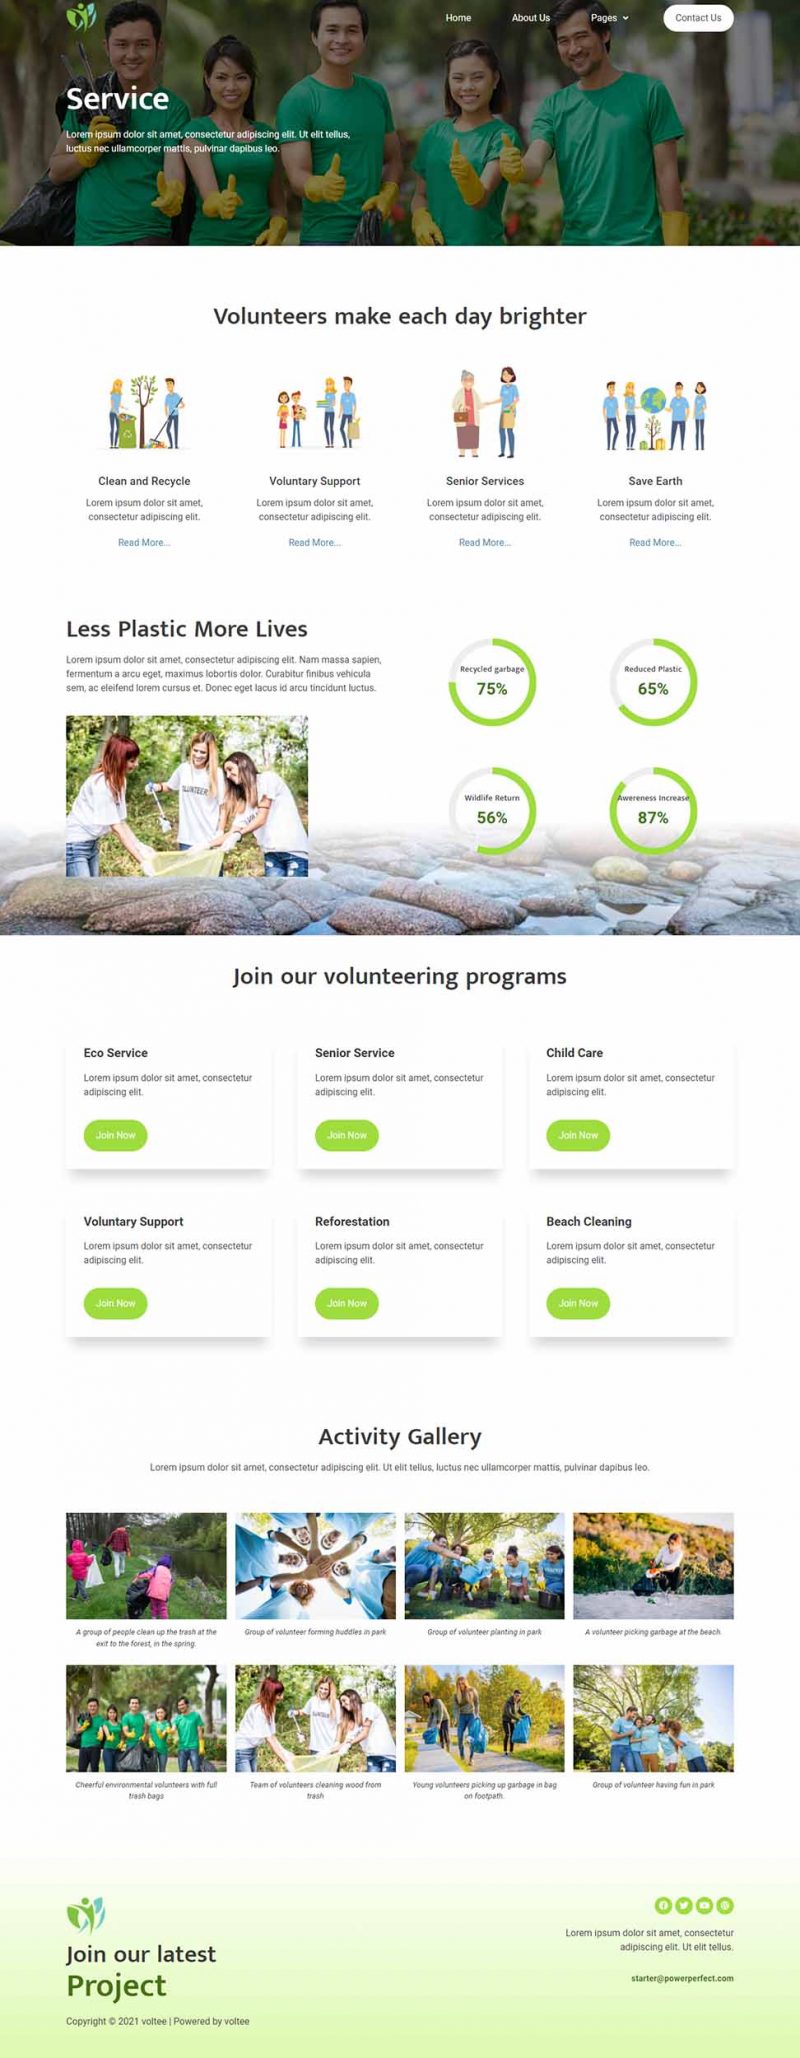 Home About Us Pages Contact Us
Service
Lorem ipsum dolor sit amet, consectetur adipiscing elit. Ut elit tellus,
luctus nec ullamcorper mattis, pulvinar dapibus leo.
Volunteers make each day brighter
Clean and Recycle
Lorem ipsum dolor sit amet,
consectetur adipiscing elit.
Read More...
Voluntary Support
Lorem ipsum dolor sit amet,
consectetur adipiscing elit.
Read More...
Senior Services
Lorem ipsum dolor sit amet,
consectetur adipiscing elit.
Read More...
Save Earth
Lorem ipsum dolor sit amet,
consectetur adipiscing elit.
Read More...
Less Plastic More Lives
Lorem ipsum dolor sit amet, consectetur adipiscing elit. Nam massa sapien,
fermentum a arcu eget, maximus lobortis dolor. Curabitur finibus vehicula
sem, ac eleifend lorem cursus et. Donec eget lacus id arcu tincidunt luctus.
VOLUNTEER
Recycled garbage
75%
Reduced Plastic
65%
Wildlife Return
56%
Awereness Increase
87%
Join our volunteering programs
Eco Service
Lorem ipsum dolor sit amet, consectetur
adipiscing elit.
Join Now
Senior Service
Lorem ipsum dolor sit amet, consectetur
adipiscing elit.
Join Now
Child Care
Lorem ipsum dolor sit amet, consectetur
adipiscing elit.
Join Now
Voluntary Support
Lorem ipsum dolor sit amet, consectetur
adipiscing elit.
Join Now
Reforestation
Lorem ipsum dolor sit amet, consectetur
adipiscing elit.
Join Now
Beach Cleaning
Lorem ipsum dolor sit amet, consectetur
adipiscing elit.
Join Now
Activity Gallery
Lorem ipsum dolor sit amet, consectetur adipiscing elit. Ut elit tellus, luctus nec ullamcorper mattis, pulvinar dapibus leo.
A group of people clean up the trash at the
exit to the forest, in the spring.
Group of volunteer forming huddles in park
Group of volunteer planting in park
A volunteer picking garbage at the beach.
Cheerful environmental volunteers with full
trash bags
Team of volunteers cleaning wood from
trash
Young volunteers picking up garbage in bag
on footpath.
Group of volunteer having fun in park
Join our latest
Project
Copyright © 2021 voltee | Powered by voltee
Lorem ipsum dolor sit amet, consectetur
adipiscing elit. Ut elit tellus.
starter@powerperfect.com